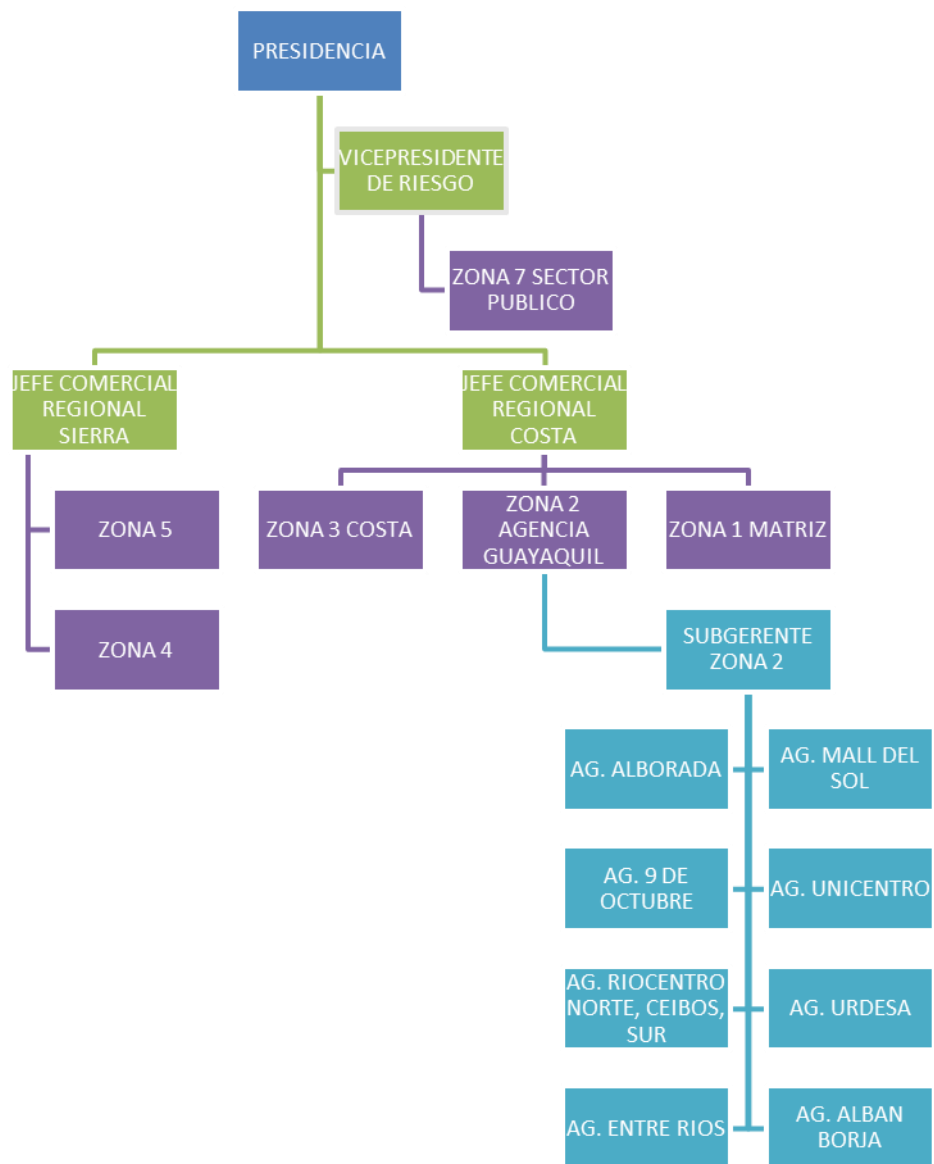 PRESIDENCIA
VICEPRESIDENTE
DE RIESGO
ZONA 7 SECTOR
PUBLICO
JEFE COMERCIAL
REGIONAL
SIERRA
JEFE COMERCIAL
REGIONAL
COSTA
ZONA 5
ZONA 4
ZONA 3 COSTA
ZONA 2
AGENCIA
GUAYAQUIL
ZONA 1 MATRIZ
SUBGERENTE
ZONA 2
AG. ALBORADA
AG. MALL DEL
SOL
AG. 9 DE
OCTUBRE
AG. UNICENTRO
AG. RIOCENTRO
NORTE, CEIBOS,
SUR
AG. URDESA
AG. ENTRE RIOS
AG. ALBAN
BORJA